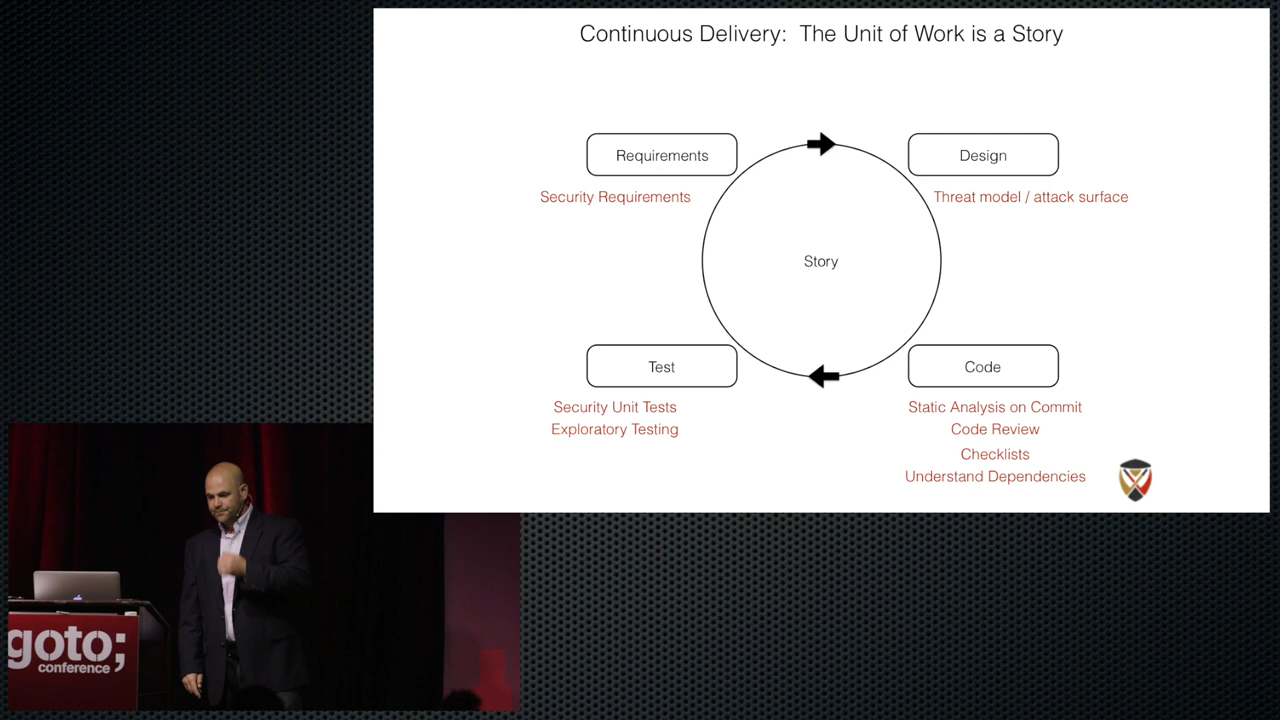 Continuous Delivery: The Unit of Work is a Story
Requirements
Design
Security Requirements
Threat model / attack surface
Story
Test
Code
Security Unit Tests
Exploratory Testing
Static Analysis on Commit
Code Review
Checklists
Understand Dependencies
goto;
conference